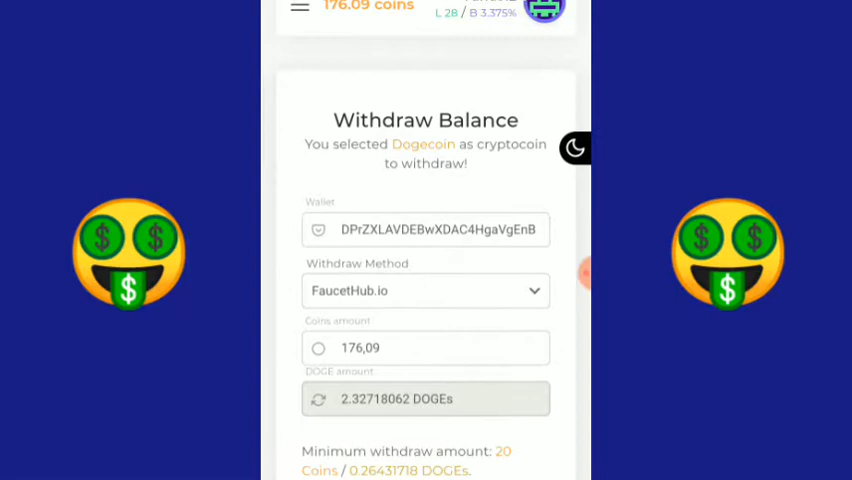 176.09 coins
L 28 / B 3.375%
Withdraw Balance
You selected Dogecoin as cryptocoin
to withdraw!
Wallet
DPrZXLAVDEBwXDAC4HgaVgEnB
Withdraw Method
FaucetHub.io
Coins amount
176,09
DOGE amount
2.32718062 DOGEs
Minimum withdraw amount: 20
Coins / 0.26431718 DOGEs.